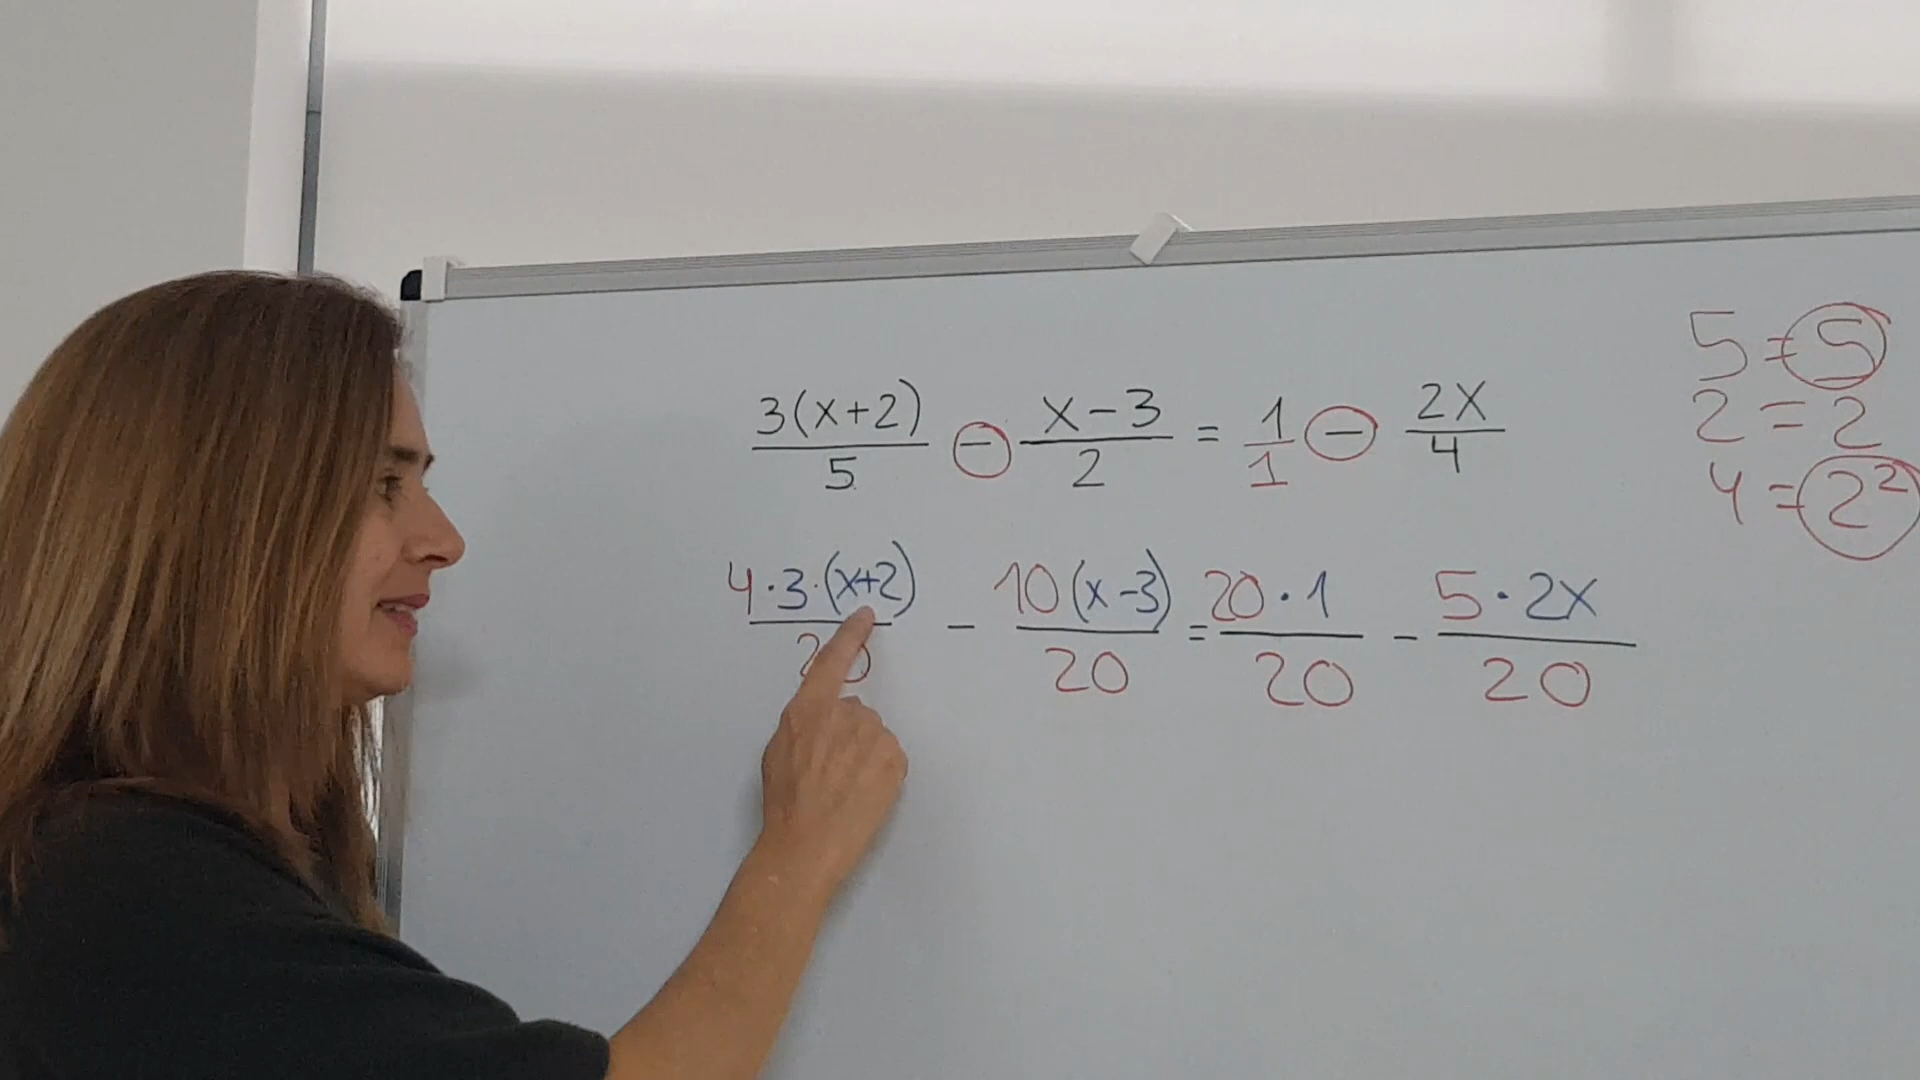 3(x+2)/5 - x-3/2 = 1/1 - 2x/4
4·3·(x+2)/20 - 10(x-3)/20 = 20·1/20 - 5·2x/20
5 = 5
2 = 2
4 = 2²